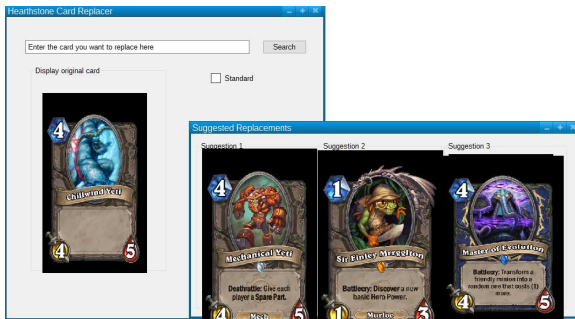 Hearthstone Card Replacer
Enter the card you want to replace here
Search
Display original card
Standard
4
Chillwind Yeti
4
5
Suggested Replacements
Suggestion 1
Suggestion 2
Suggestion 3
4
Mechanical Yeti
Deathrattle: Give each
player a Spare Part.
4
Mech
5
1
Sir Finley Mrrgglton
Battlecry: Discover a new
basic Hero Power.
1
Murloc
3
4
Master of Evolution
Battlecry: Transform a
friendly minion into a
random one that costs (1)
more.
4
5